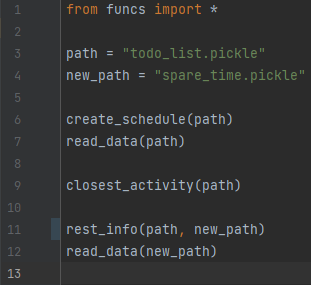 1 from funcs import *
2
3 path = "todo_list.pickle"
4 new_path = "spare_time.pickle"
5
6 create_schedule(path)
7 read_data(path)
8
9 closest_activity(path)
10
11 rest_info(path, new_path)
12 read_data(new_path)
13